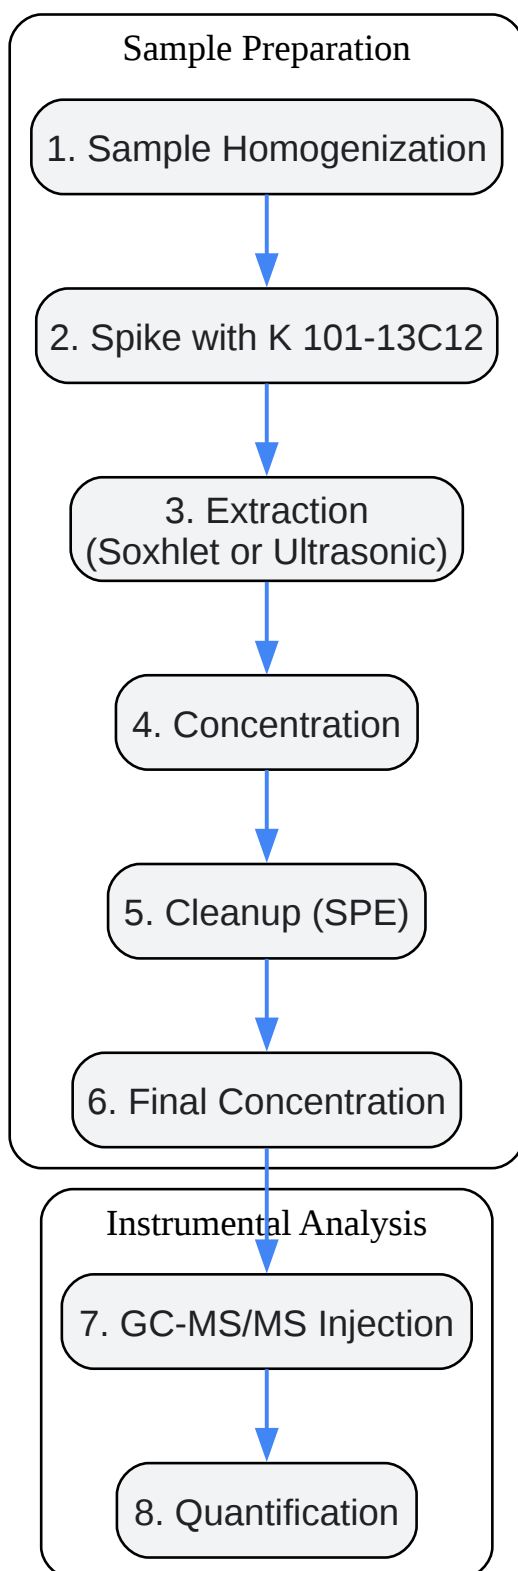 Sample Preparation
1. Sample Homogenization
2. Spike with K 101-13C12
3. Extraction
(Soxhlet or Ultrasonic)
4. Concentration
5. Cleanup (SPE)
6. Final Concentration
Instrumental Analysis
7. GC-MS/MS Injection
8. Quantification